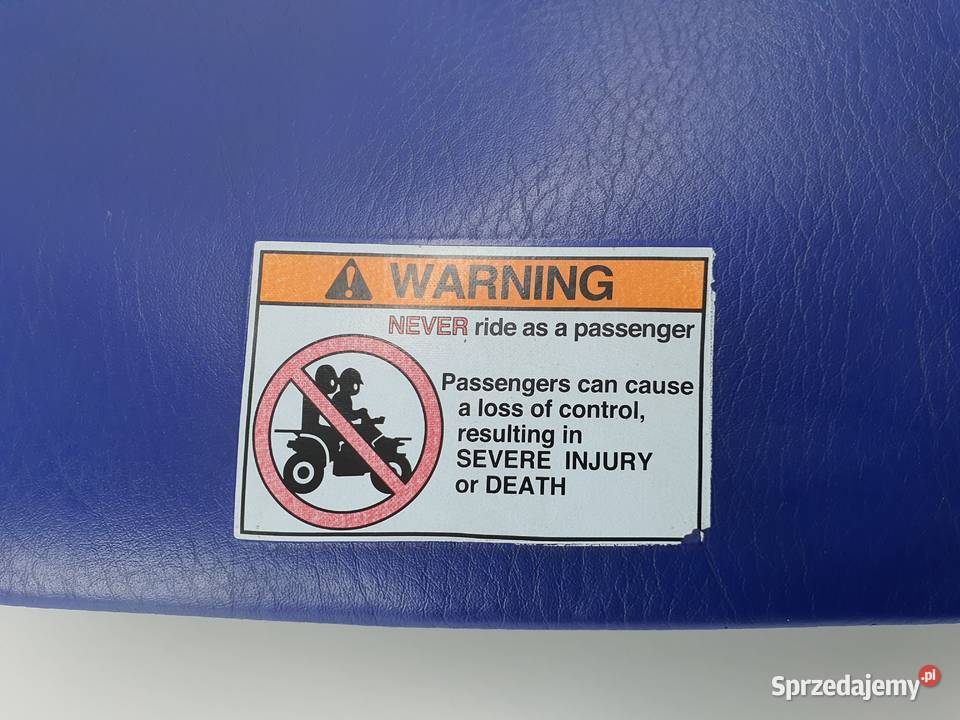 WARNING
NEVER ride as a passenger
Passengers can cause
a loss of control,
resulting in
SEVERE INJURY
or DEATH
Sprzedajemy.pl